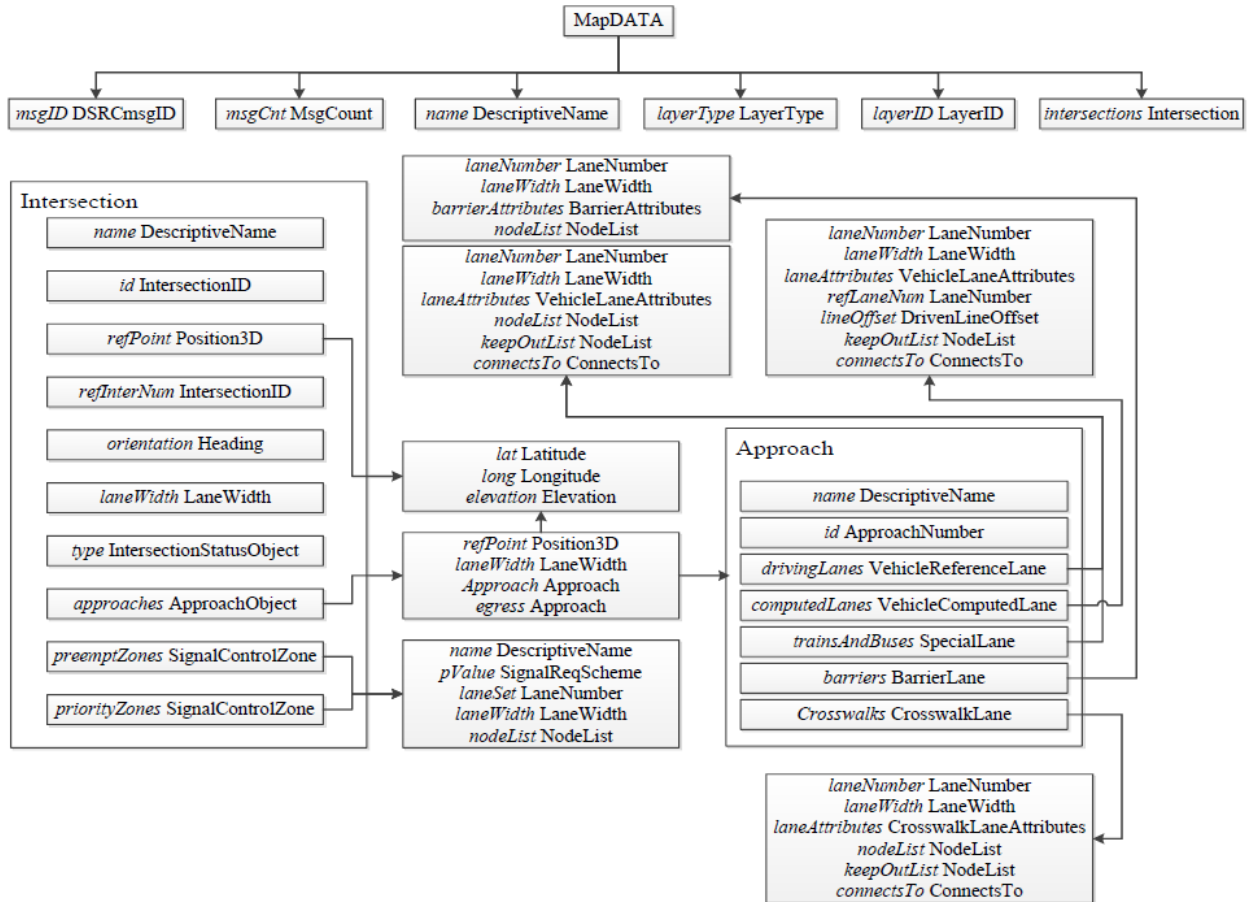 MapDATA
msgID DSRCmsgID
msgCnt MsgCount
name DescriptiveName
layerType LayerType
layerID LayerID
intersections Intersection
Intersection
name DescriptiveName
id IntersectionID
refPoint Position3D
refInterNum IntersectionID
orientation Heading
laneWidth LaneWidth
type IntersectionStatusObject
approaches ApproachObject
preemptZones SignalControlZone
priorityZones SignalControlZone
laneNumber LaneNumber
laneWidth LaneWidth
barrierAttributes BarrierAttributes
nodeList NodeList
laneNumber LaneNumber
laneWidth LaneWidth
laneAttributes VehicleLaneAttributes
nodeList NodeList
keepOutList NodeList
connectsTo ConnectsTo
laneNumber LaneNumber
laneWidth LaneWidth
laneAttributes VehicleLaneAttributes
refLaneNum LaneNumber
lineOffset DrivenLineOffset
keepOutList NodeList
connectsTo ConnectsTo
lat Latitude
long Longitude
elevation Elevation
refPoint Position3D
laneWidth LaneWidth
Approach Approach
egress Approach
name DescriptiveName
pValue SignalReqScheme
laneSet LaneNumber
laneWidth LaneWidth
nodeList NodeList
Approach
name DescriptiveName
id ApproachNumber
drivingLanes VehicleReferenceLane
computedLanes VehicleComputedLane
trainsAndBuses SpecialLane
barriers BarrierLane
Crosswalks CrosswalkLane
laneNumber LaneNumber
laneWidth LaneWidth
laneAttributes CrosswalkLaneAttributes
nodeList NodeList
keepOutList NodeList
connectsTo ConnectsTo